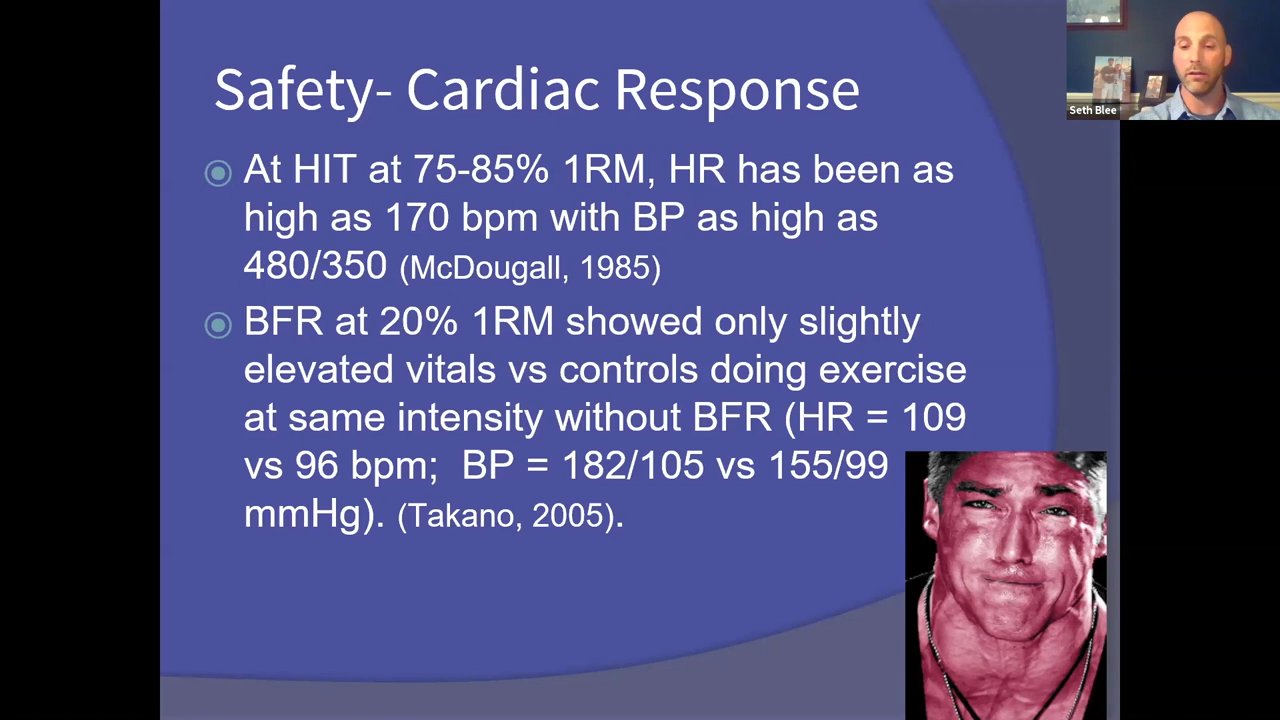 Safety- Cardiac Response
At HIT at 75-85% 1RM, HR has been as
high as 170 bpm with BP as high as
480/350 (McDougall, 1985)
BFR at 20% 1RM showed only slightly
elevated vitals vs controls doing exercise
at same intensity without BFR (HR = 109
vs 96 bpm;  BP = 182/105 vs 155/99
mmHg). (Takano, 2005).
Seth Blee